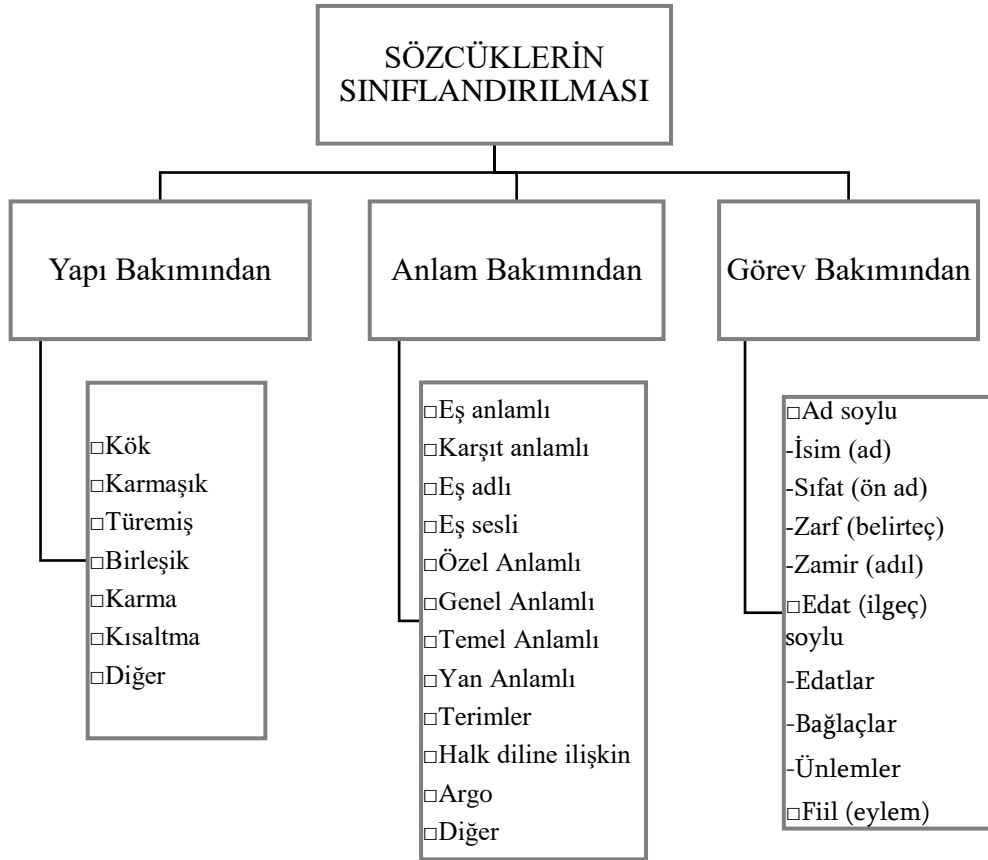 SÖZCÜKLERİN
SINIFLANDIRILMASI
Yapı Bakımından
Anlam Bakımından
Görev Bakımından
□Kök
□Karmaşık
□Türemiş
□Birleşik
□Karma
□Kısaltma
□Diğer
□Eş anlamlı
□Karşıt anlamlı
□Eş adlı
□Eş sesli
□Özel Anlamlı
□Genel Anlamlı
□Temel Anlamlı
□Yan Anlamlı
□Terimler
□Halk diline ilişkin
□Argo
□Diğer
□Ad soylu
-İsim (ad)
-Sıfat (ön ad)
-Zarf (belirteç)
-Zamir (adıl)
□Edat (ilgeç)
soylu
-Edatlar
-Bağlaçlar
-Ünlemler
□Fiil (eylem)